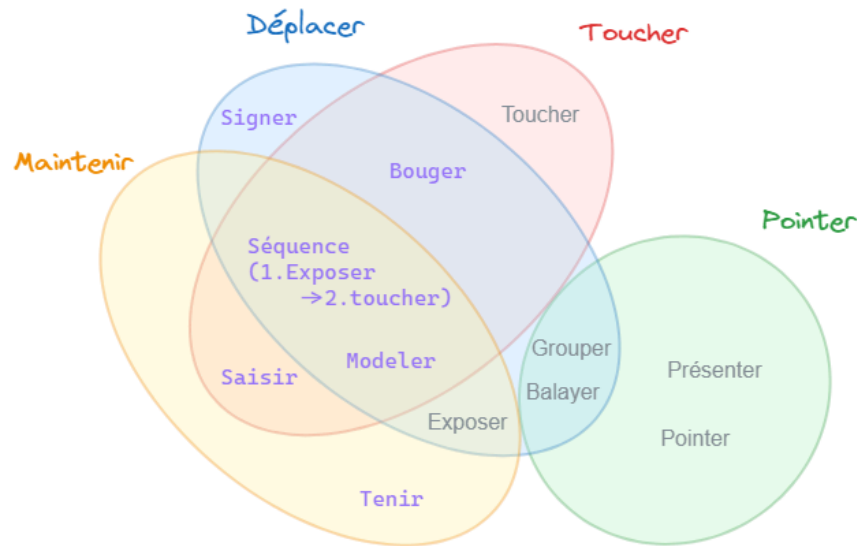 Déplacer
Toucher
Signer
Toucher
Maintenir
Bouger
Pointer
Séquence
(1.Exposer
→2.toucher)
Grouper
Modeler
Présenter
Saisir
Balayer
Exposer
Pointer
Tenir